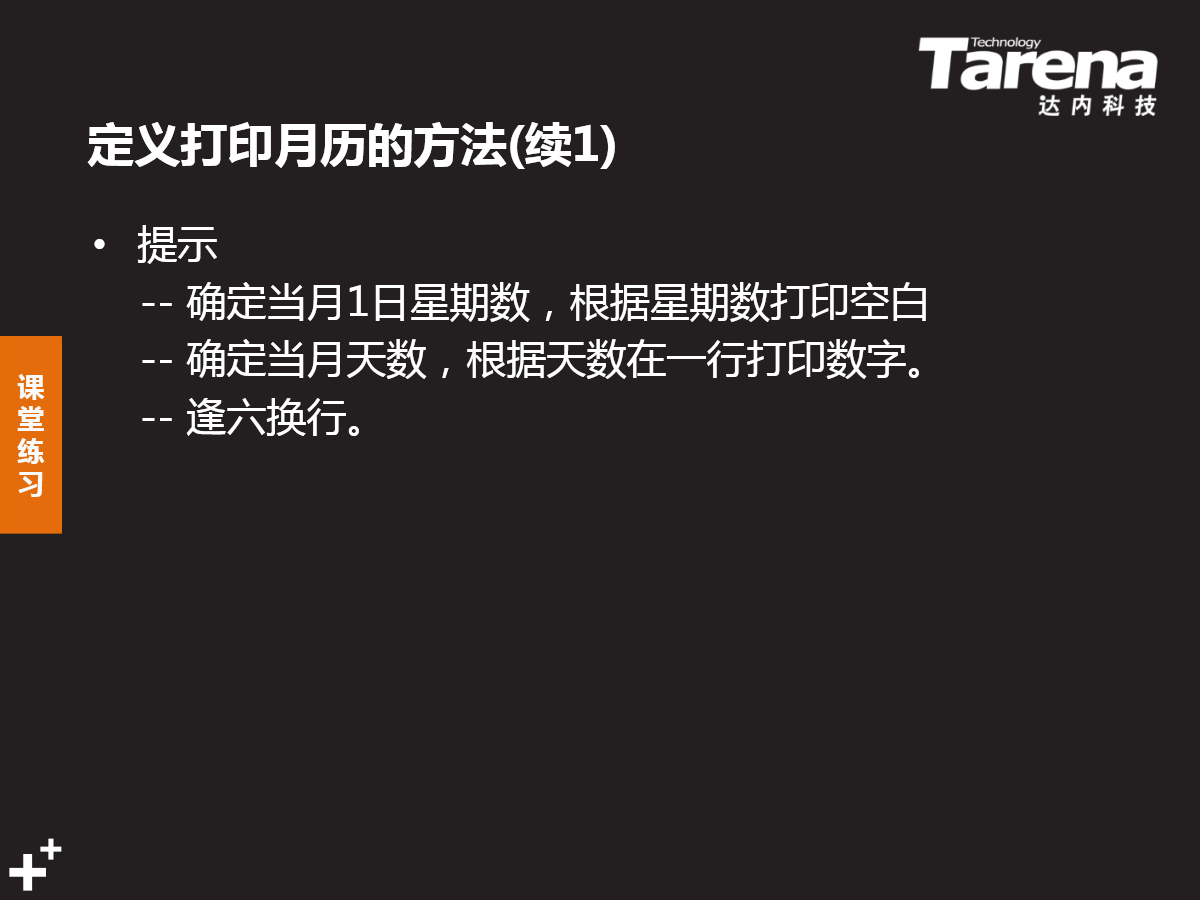 Technology
Tarena
达内科技
定义打印月历的方法(续1)
• 提示
-- 确定当月1日星期数，根据星期数打印空白
-- 确定当月天数，根据天数在一行打印数字。
-- 逢六换行。
课
堂
练
习